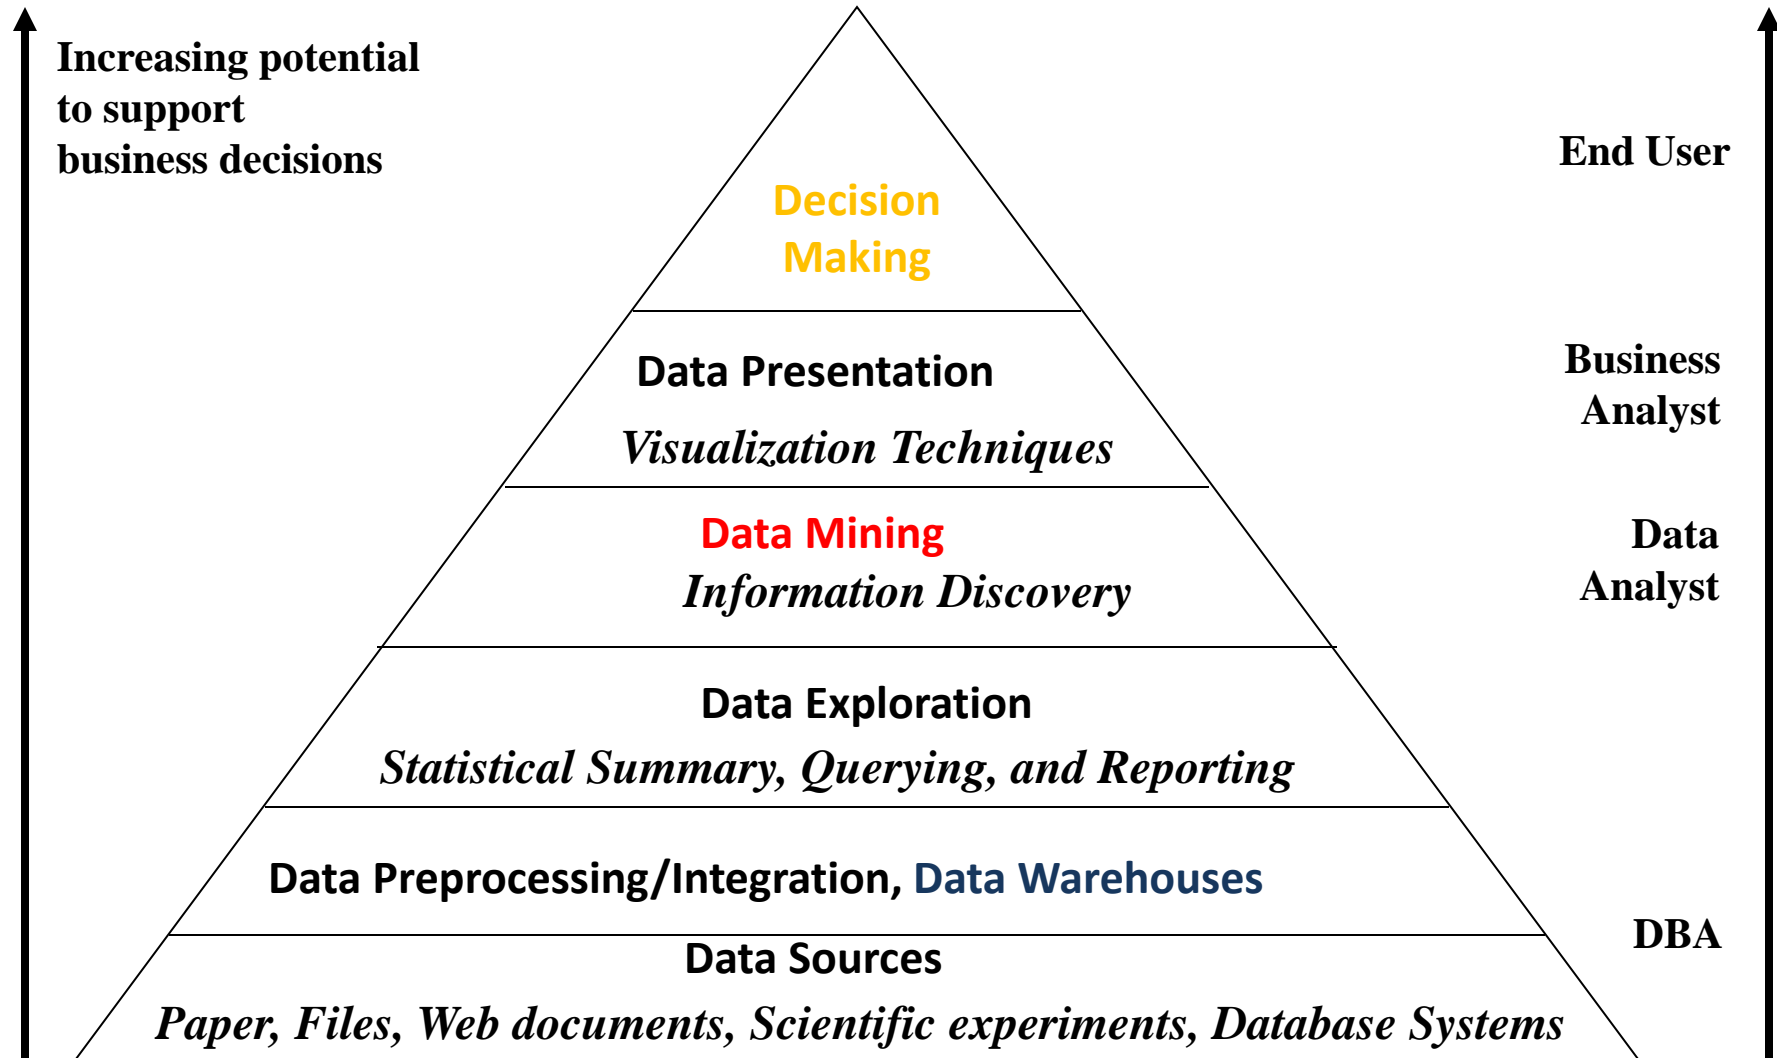 Increasing potential
to support
business decisions
End User
Decision
Making
Data Presentation
Visualization Techniques
Business
Analyst
Data Mining
Information Discovery
Data
Analyst
Data Exploration
Statistical Summary, Querying, and Reporting
Data Preprocessing/Integration, Data Warehouses
DBA
Data Sources
Paper, Files, Web documents, Scientific experiments, Database Systems